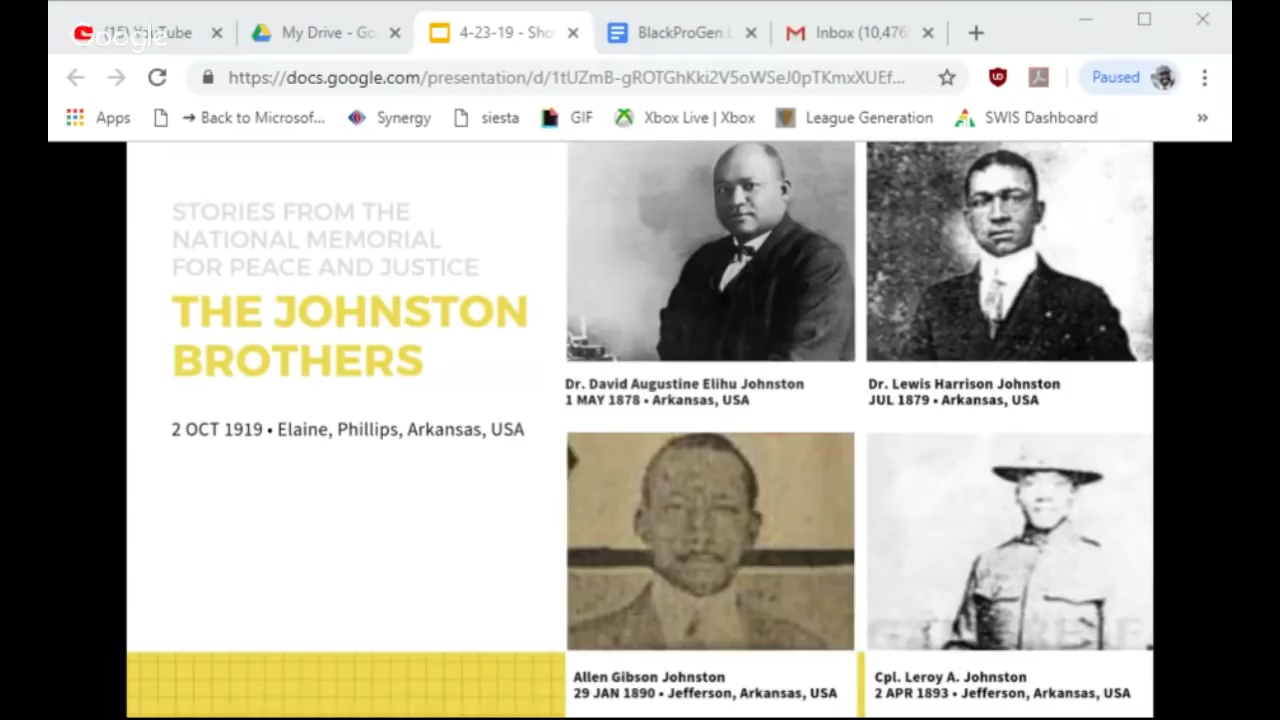 (15) YouTube
Google
My Drive - Go
4-23-19 - Sho
BlackProGen L
Inbox (10,476
https://docs.google.com/presentation/d/1tUZmB-gROTGhKki2V5oWSeJ0pTKmxXUEf...
Paused
Apps
→ Back to Microsof...
Synergy
siesta
GIF
Xbox Live | Xbox
League Generation
SWIS Dashboard
»
STORIES FROM THE
NATIONAL MEMORIAL
FOR PEACE AND JUSTICE
THE JOHNSTON
BROTHERS
2 OCT 1919 • Elaine, Phillips, Arkansas, USA
Dr. David Augustine Elihu Johnston
1 MAY 1878 • Arkansas, USA
Dr. Lewis Harrison Johnston
JUL 1879 • Arkansas, USA
Allen Gibson Johnston
29 JAN 1890 • Jefferson, Arkansas, USA
Cpl. Leroy A. Johnston
2 APR 1893 • Jefferson, Arkansas, USA